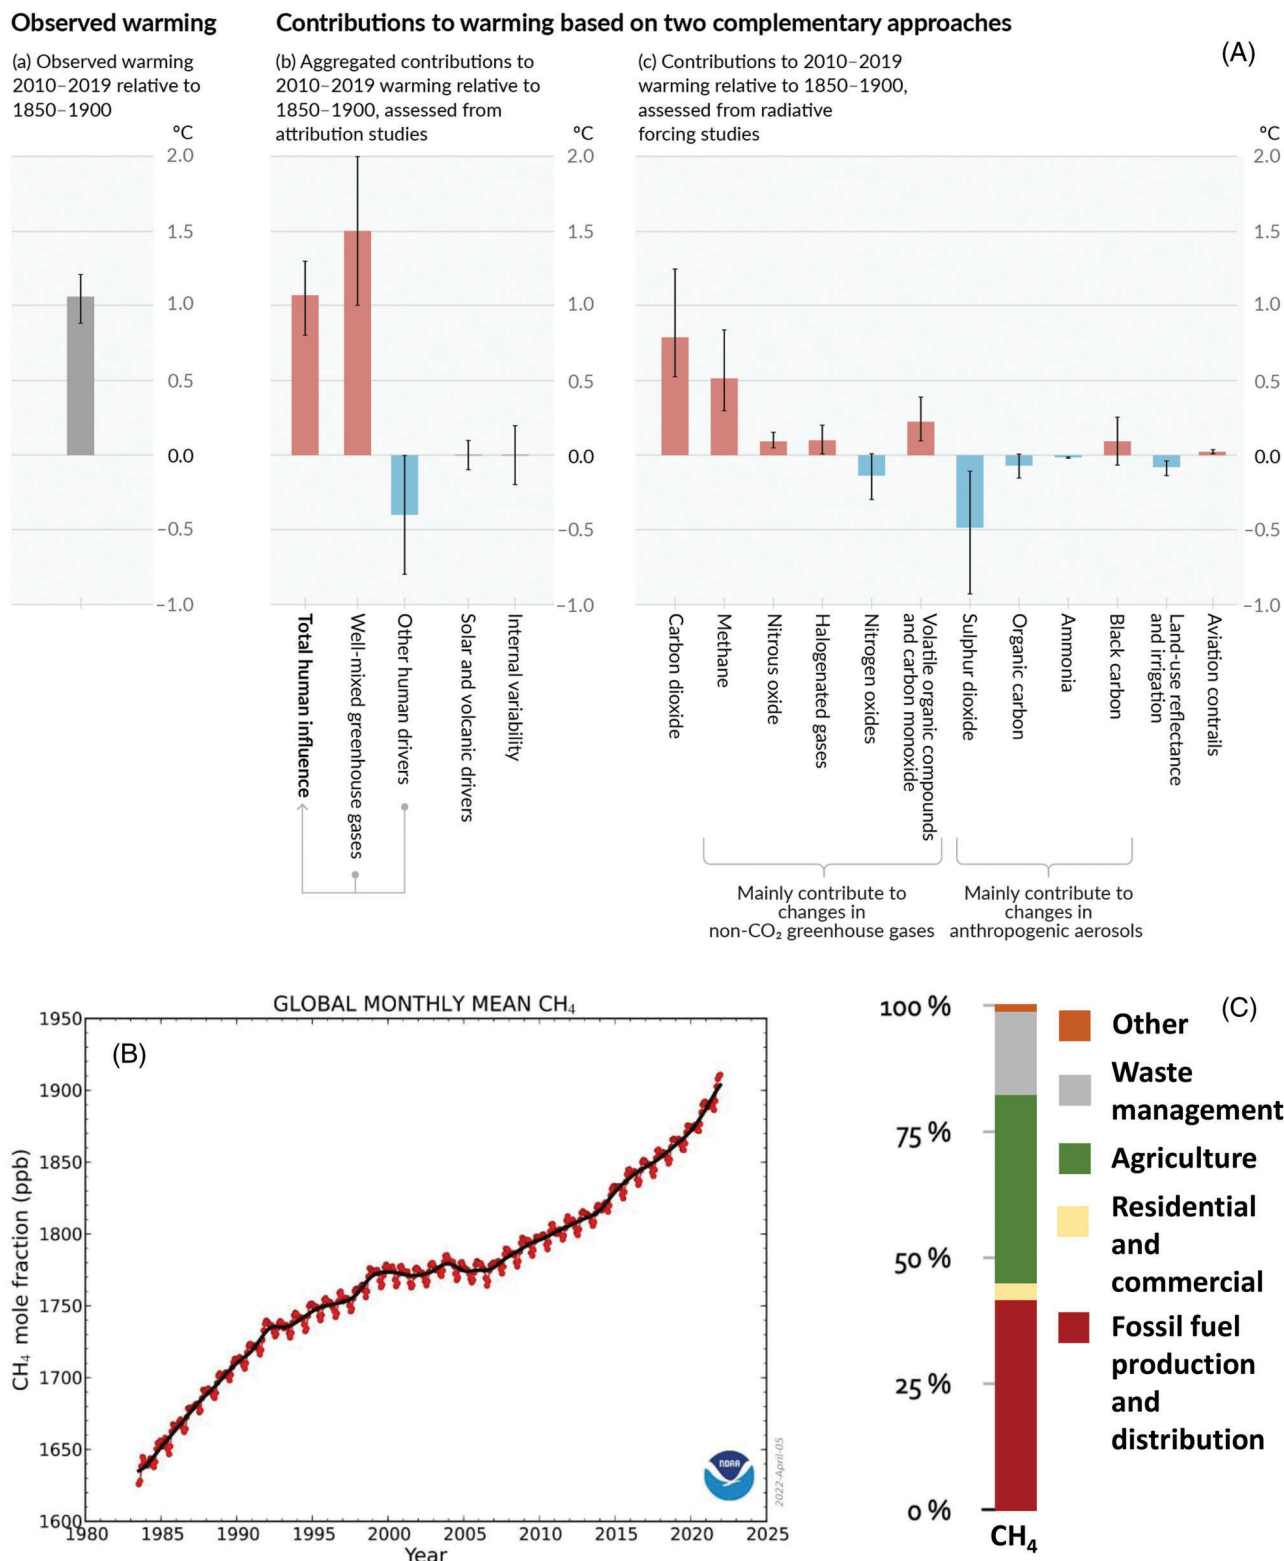 Observed warming
Contributions to warming based on two complementary approaches
(A)
(a) Observed warming
2010–2019 relative to
1850–1900
(b) Aggregated contributions to
2010–2019 warming relative to
1850–1900, assessed from
attribution studies
(c) Contributions to 2010–2019
warming relative to 1850–1900,
assessed from radiative
forcing studies
°C
2.0
1.5
1.0
0.5
0.0
–0.5
–1.0
°C
2.0
1.5
1.0
0.5
0.0
–0.5
–1.0
°C
2.0
1.5
1.0
0.5
0.0
–0.5
–1.0
Total human influence
Well-mixed greenhouse gases
Other human drivers
Solar and volcanic drivers
Internal variability
Carbon dioxide
Methane
Nitrous oxide
Halogenated gases
Nitrogen oxides
Volatile organic compounds
and carbon monoxide
Sulphur dioxide
Organic carbon
Ammonia
Black carbon
Land-use reflectance
and irrigation
Aviation contrails
Mainly contribute to
changes in
non-CO₂ greenhouse gases
Mainly contribute to
changes in
anthropogenic aerosols
GLOBAL MONTHLY MEAN CH₄
(B)
CH₄ mole fraction (ppb)
1950
1900
1850
1800
1750
1700
1650
1600
1980
1985
1990
1995
2000
2005
2010
2015
2020
2025
Year
NOAA
2022-April-05
(C)
100 %
75 %
50 %
25 %
0 %
CH₄
Other
Waste
management
Agriculture
Residential
and
commercial
Fossil fuel
production
and
distribution